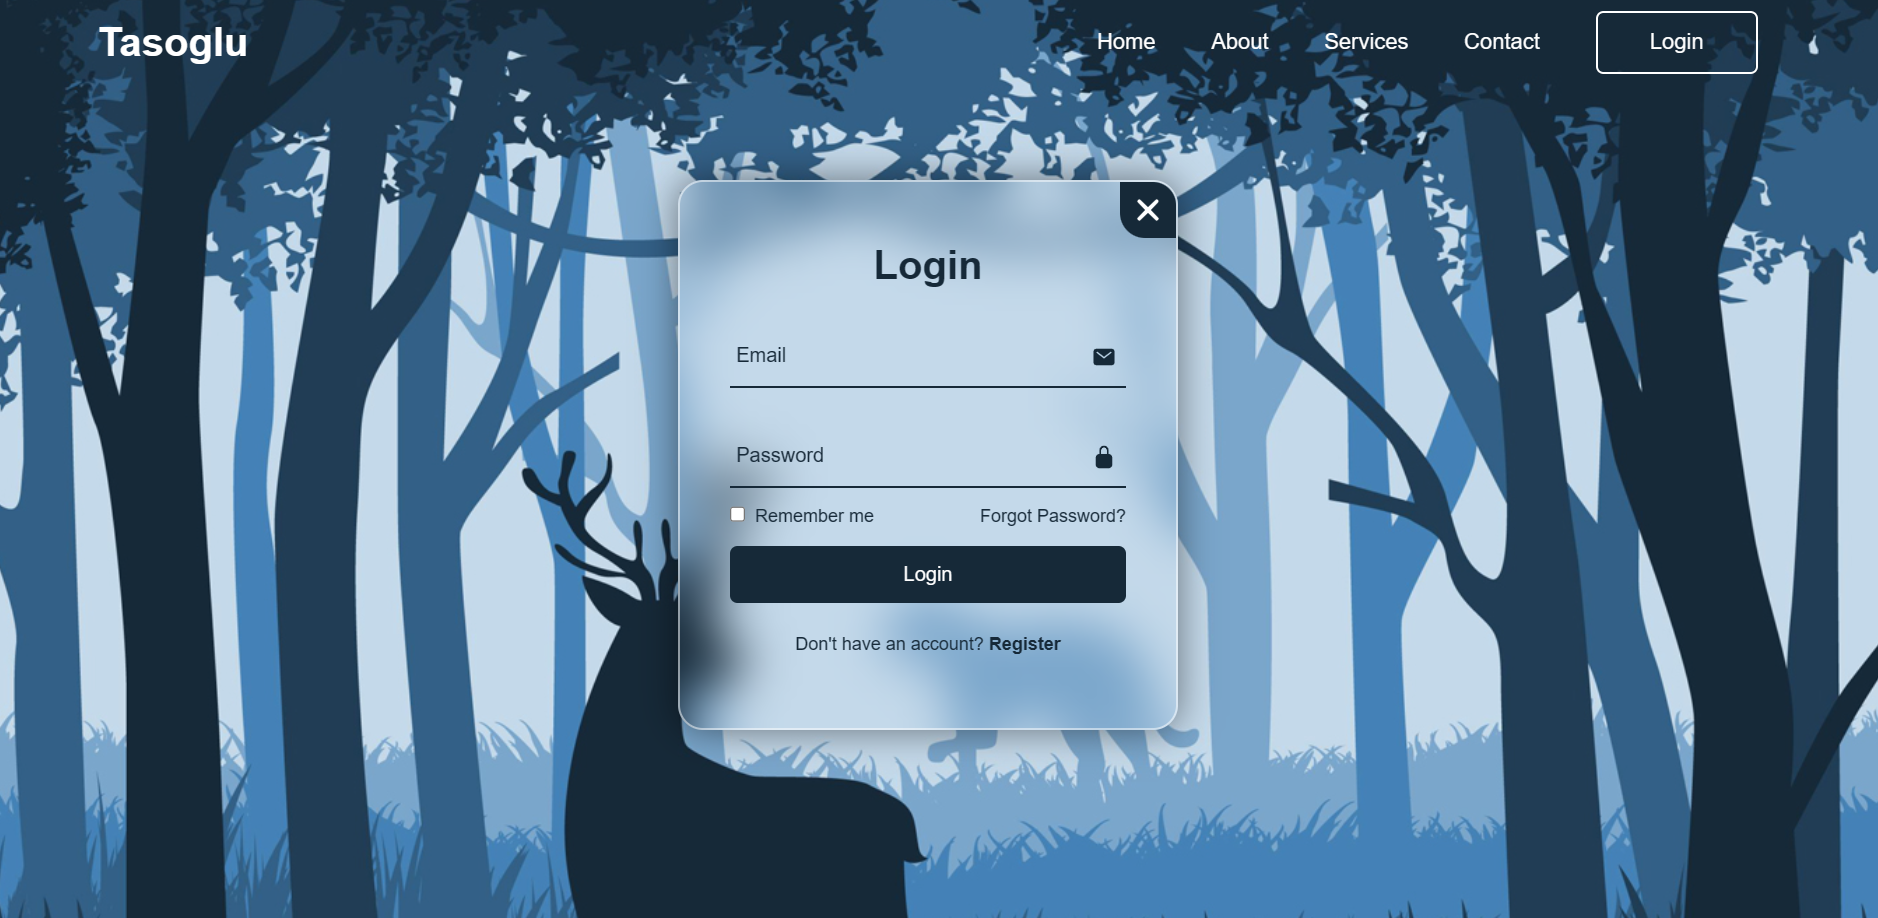 Tasoglu
Home About Services Contact Login
Login
Email
Password
Remember me Forgot Password?
Login
Don't have an account? Register